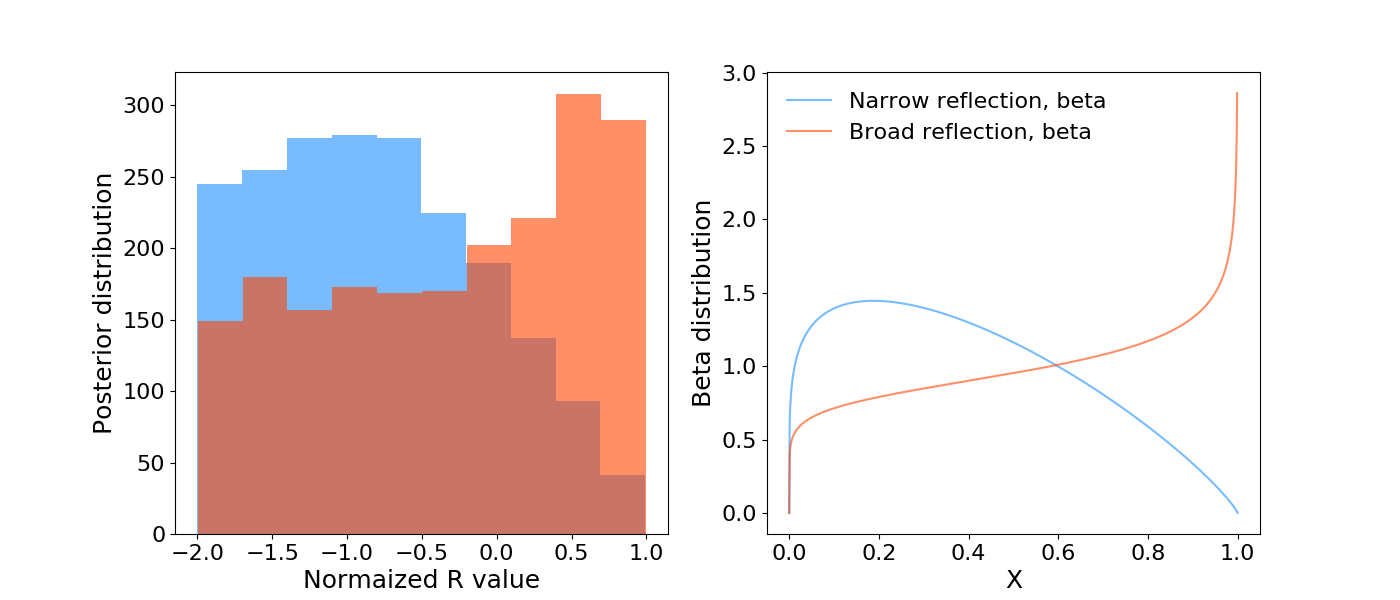 Posterior distribution
300
250
200
150
100
50
0
−2.0 −1.5 −1.0 −0.5 0.0 0.5 1.0
Normaized R value
Beta distribution
3.0
2.5
2.0
1.5
1.0
0.5
0.0
Narrow reflection, beta
Broad reflection, beta
0.0 0.2 0.4 0.6 0.8 1.0
X